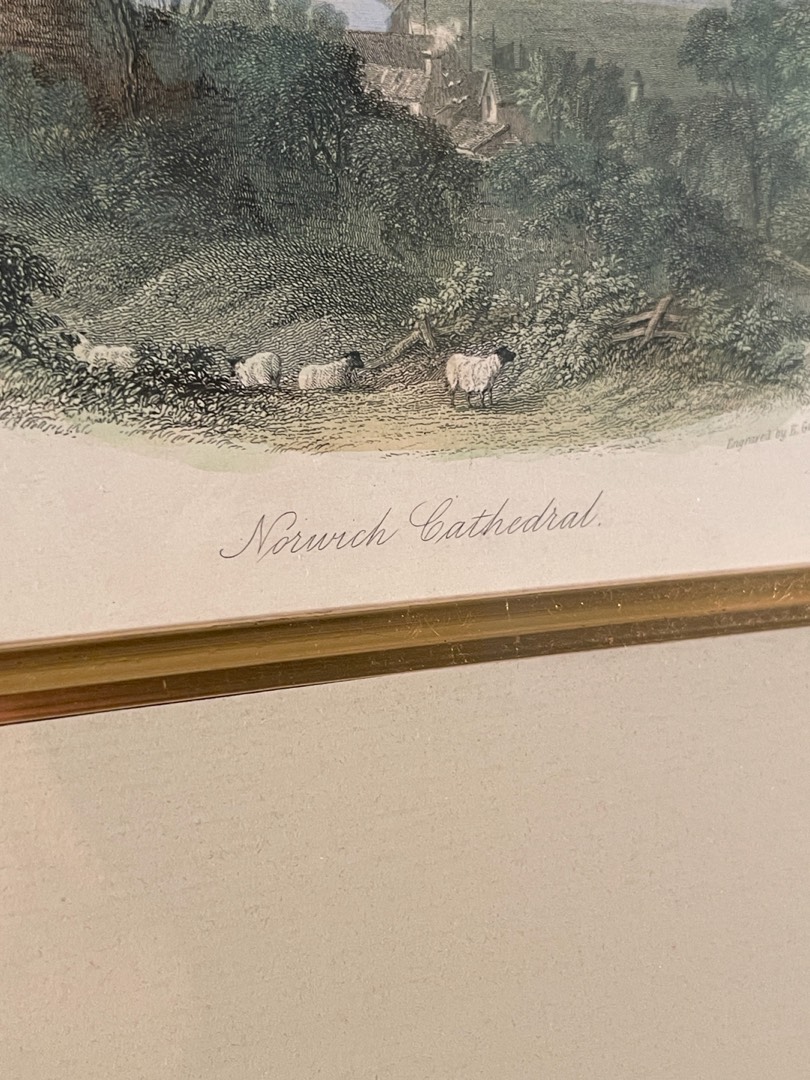 Engraved by E.
Norwich Cathedral.